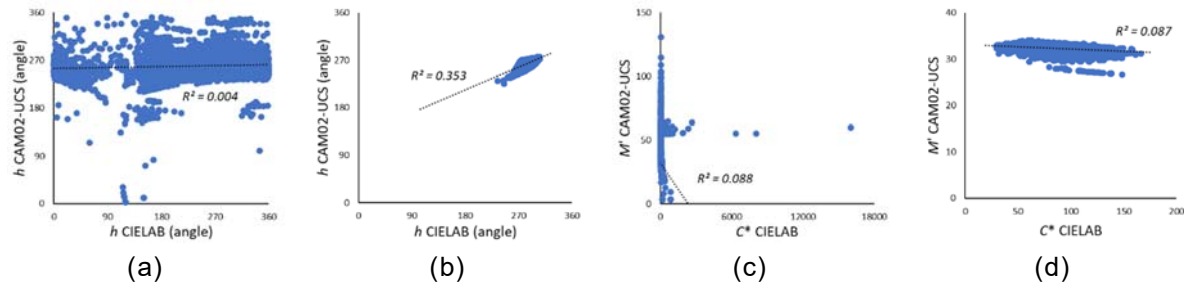 360
270
180
90
0
h CAM02-UCS (angle)
R² = 0.004
0 90 180 270 360
h CIELAB (angle)
(a)
360
270
180
90
0
h CAM02-UCS (angle)
R² = 0.353
0 90 180 270 360
h CIELAB (angle)
(b)
150
125
100
75
50
25
0
M' CAM02-UCS
R² = 0.088
0 6000 12000 18000
C* CIELAB
(c)
40
30
20
10
0
M' CAM02-UCS
R² = 0.087
0 50 100 150 200
C* CIELAB
(d)